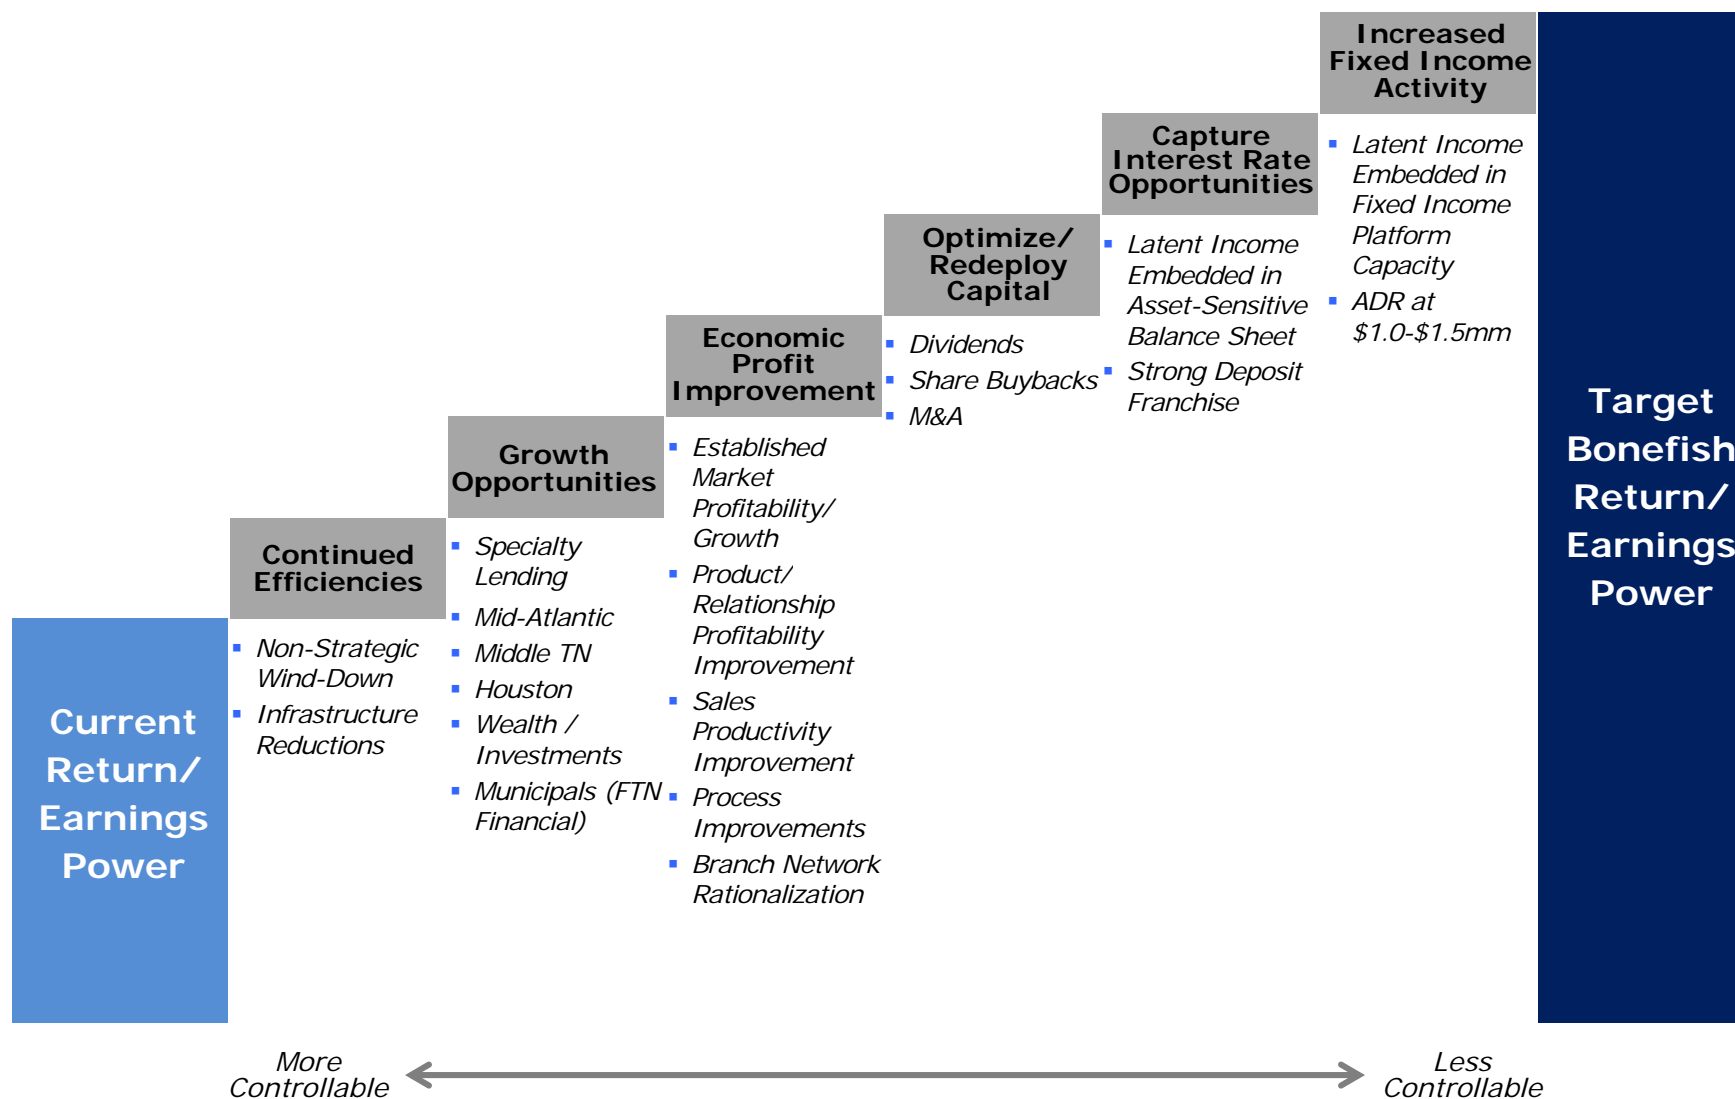 Current
Return/
Earnings
Power
Continued
Efficiencies
Non-Strategic
Wind-Down
Infrastructure
Reductions
Growth
Opportunities
Specialty
Lending
Mid-Atlantic
Middle TN
Houston
Wealth /
Investments
Municipals (FTN
Financial)
Economic
Profit
Improvement
Established
Market
Profitability/
Growth
Product/
Relationship
Profitability
Improvement
Sales
Productivity
Improvement
Process
Improvements
Branch Network
Rationalization
Optimize/
Redeploy
Capital
Dividends
Share Buybacks
M&A
Capture
Interest Rate
Opportunities
Latent Income
Embedded in
Asset-Sensitive
Balance Sheet
Strong Deposit
Franchise
Increased
Fixed Income
Activity
Latent Income
Embedded in
Fixed Income
Platform
Capacity
ADR at
$1.0-$1.5mm
Target
Bonefish
Return/
Earnings
Power
More
Controllable
Less
Controllable